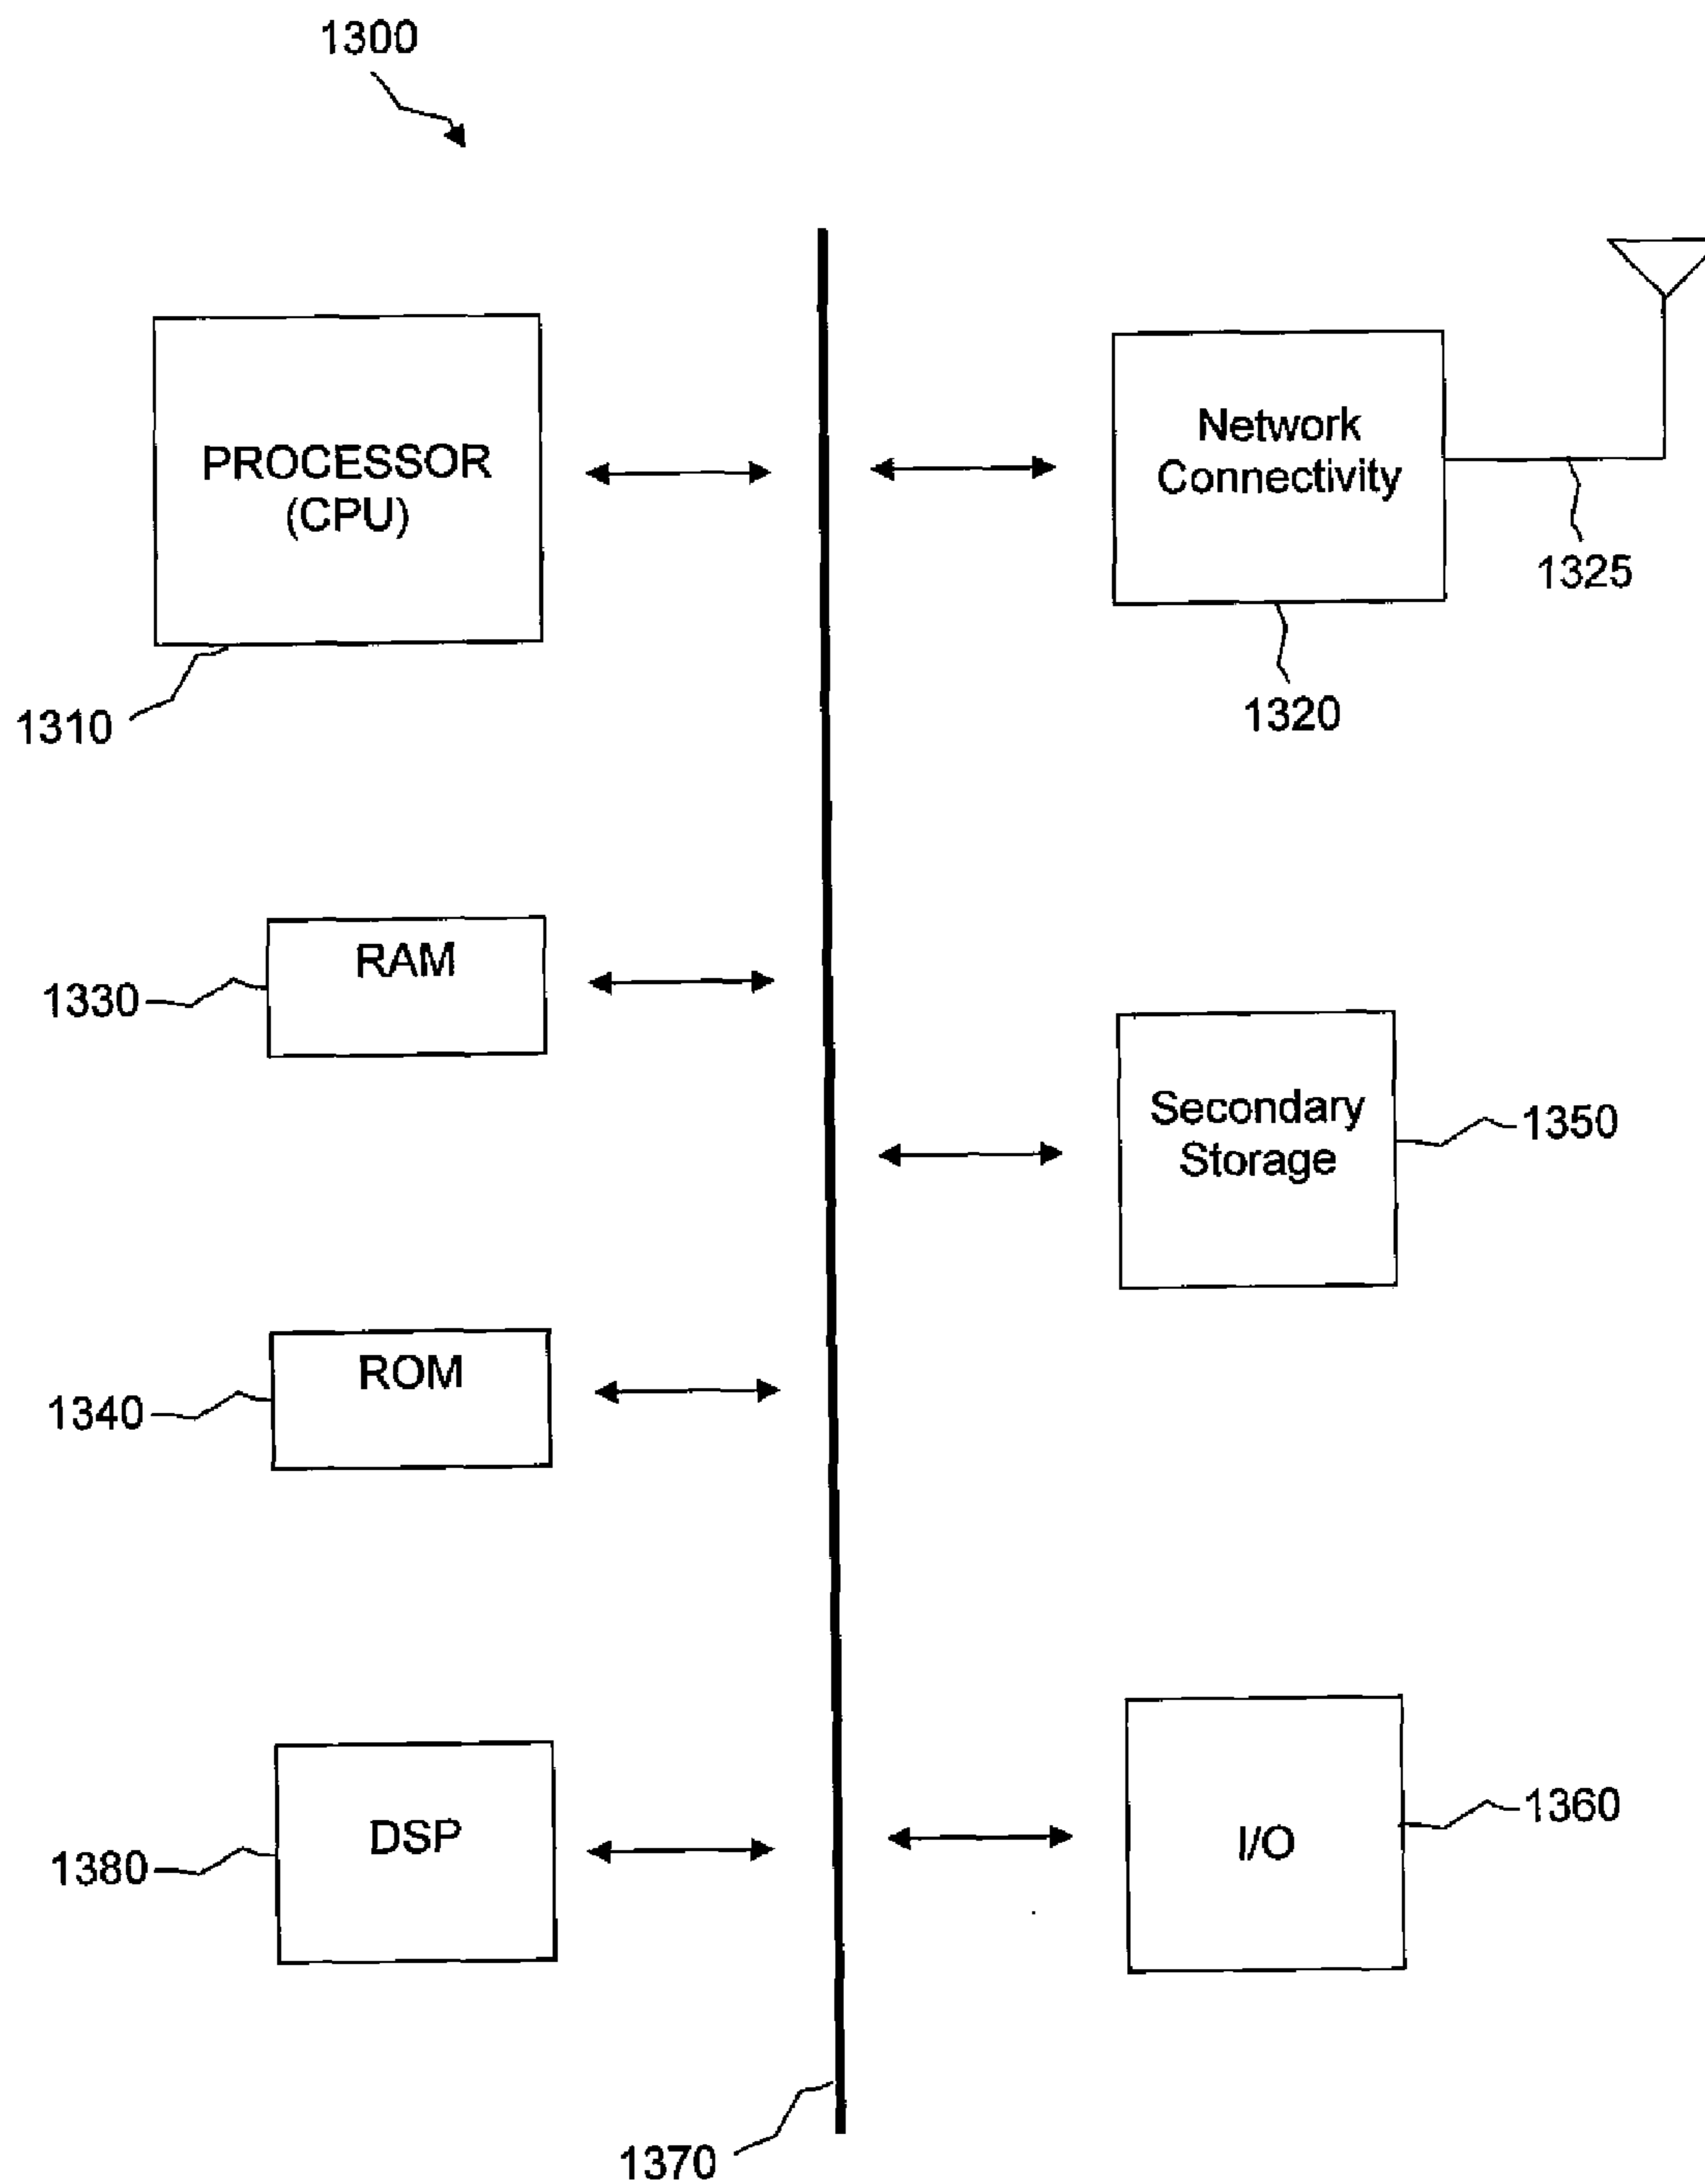 1300
PROCESSOR
(CPU)
Network
Connectivity
1325
1310
1320
RAM
1330
Secondary
Storage
1350
ROM
1340
DSP
1380
I/O
1360
1370